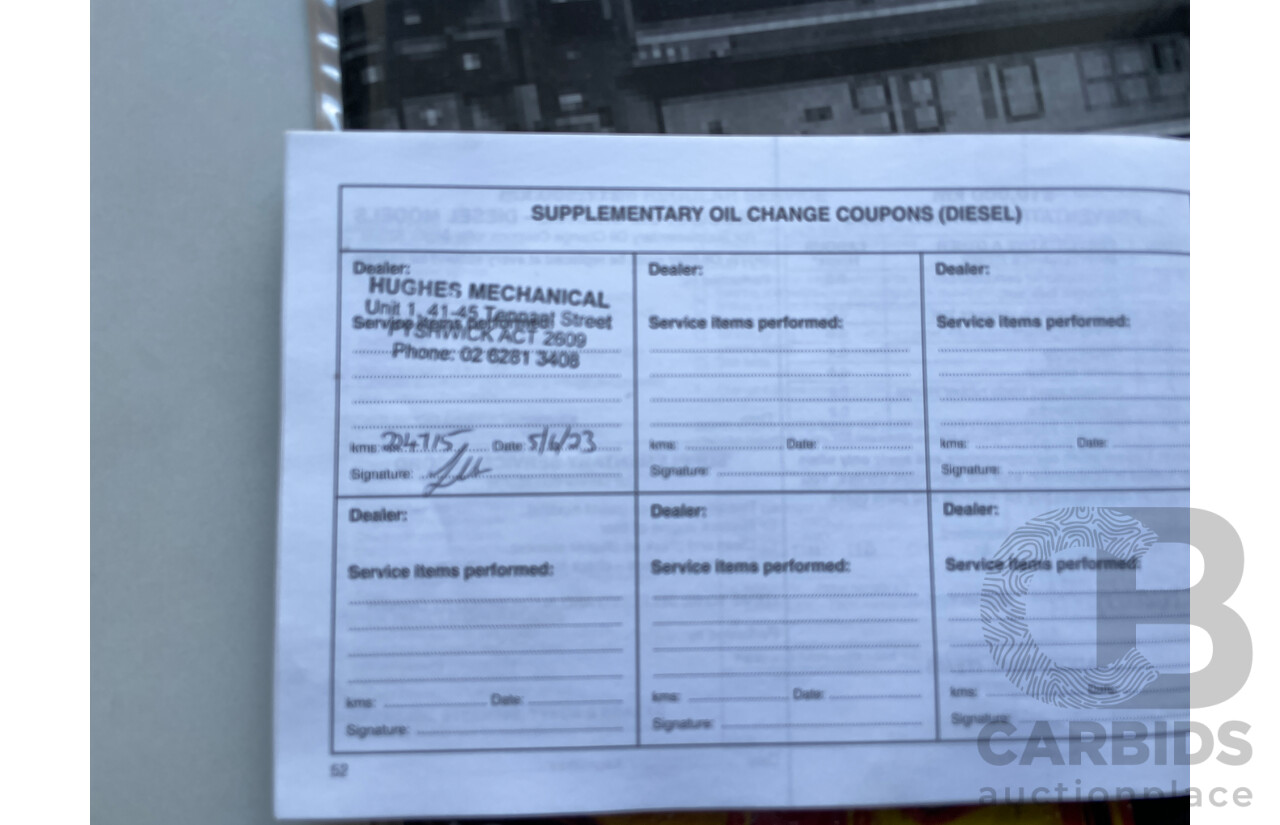 SUPPLEMENTARY OIL CHANGE COUPONS (DIESEL)
Dealer:
HUGHES MECHANICAL
Unit 1, 41-45 Tennant Street
Service items performed:
FYSHWICK ACT 2609
Phone: 02 6281 3408
kms: 224715 Date: 5/6/23
Signature:
Dealer:
Service items performed:
kms: Date:
Signature:
Dealer:
Service items performed:
kms: Date:
Signature:
Dealer:
Service items performed:
kms: Date:
Signature:
Dealer:
Service items performed:
kms: Date:
Signature:
Dealer:
Service items performed:
kms: Date:
Signature:
52
CB
CARBIDS
auctionplace